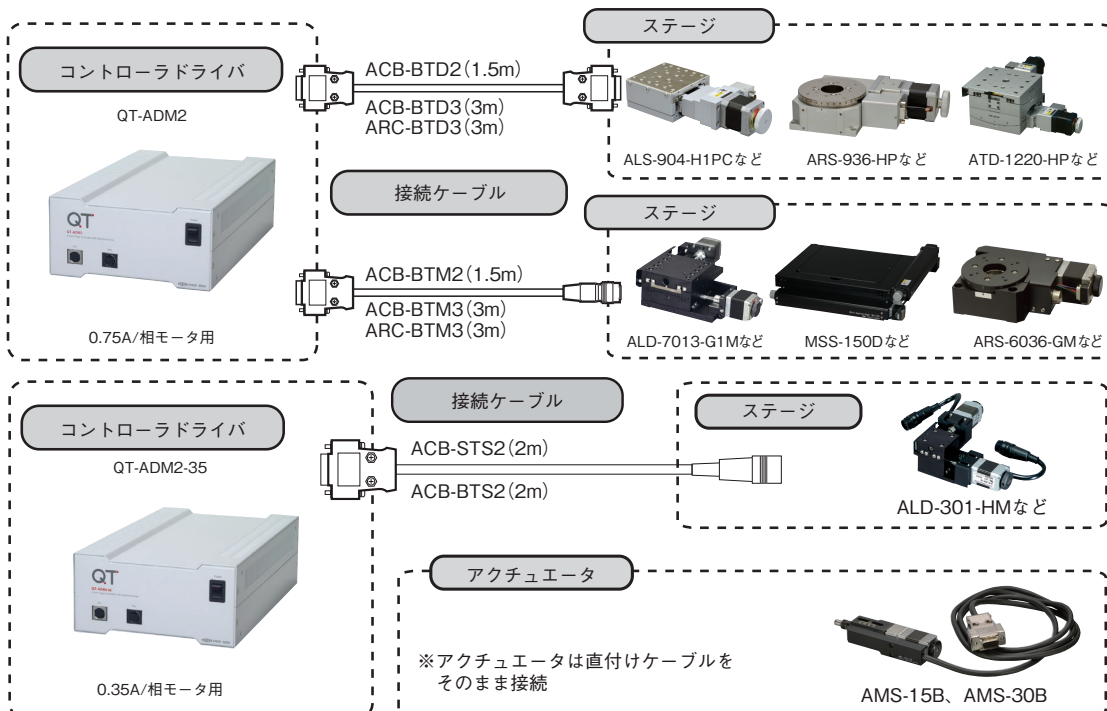 コントローラドライバ
QT-ADM2
QT
0.75A/相モータ用
ACB-BTD2(1.5m)
ACB-BTD3(3m)
ARC-BTD3(3m)
ステージ
ALS-904-H1PCなど
ARS-936-HPなど
ATD-1220-HPなど
接続ケーブル
ACB-BTM2(1.5m)
ACB-BTM3(3m)
ARC-BTM3(3m)
ステージ
ALD-7013-G1Mなど
MSS-150Dなど
ARS-6036-GMなど
コントローラドライバ
QT-ADM2-35
QT
0.35A/相モータ用
接続ケーブル
ACB-STS2(2m)
ACB-BTS2(2m)
ステージ
ALD-301-HMなど
アクチュエータ
※アクチュエータは直付けケーブルを
そのまま接続
AMS-15B、AMS-30B